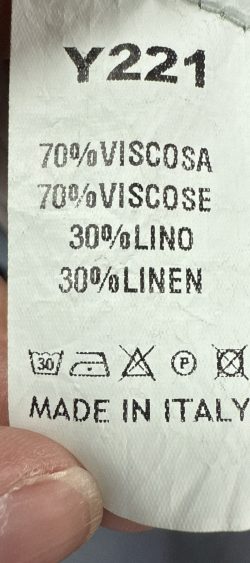 Y221
70%VISCOSA
70%VISCOSE
30%LINO
30%LINEN
30 P
MADE IN ITALY